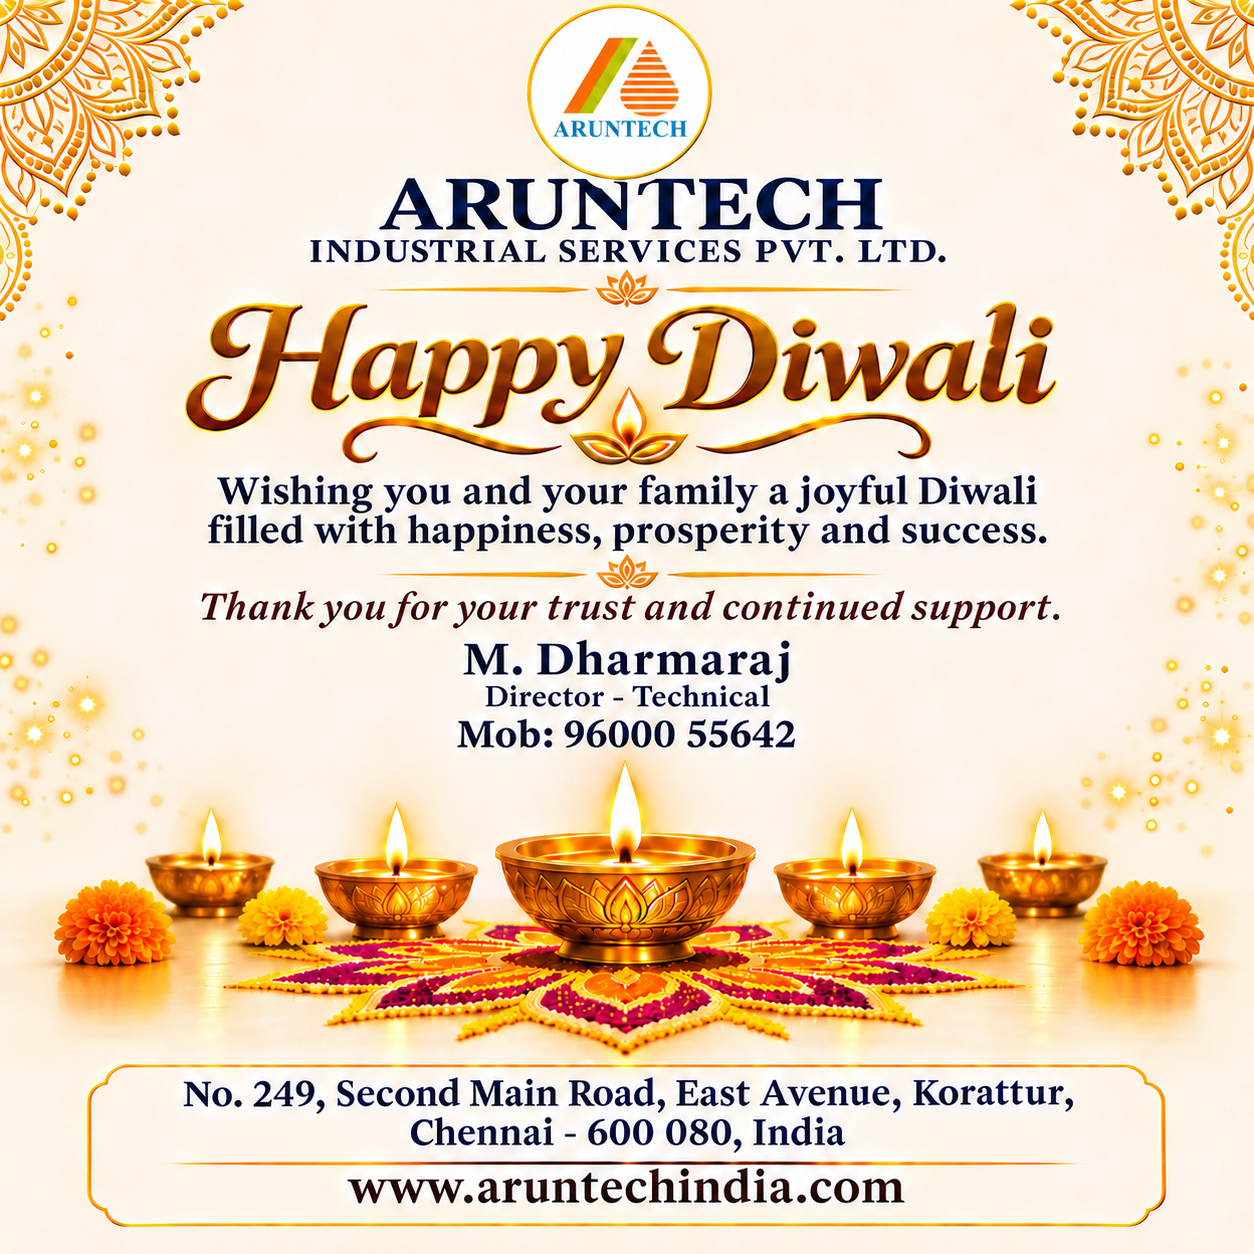 ARUNTECH
ARUNTECH
INDUSTRIAL SERVICES PVT. LTD.
Happy Diwali
Wishing you and your family a joyful Diwali
filled with happiness, prosperity and success.
Thank you for your trust and continued support.
M. Dharmaraj
Director - Technical
Mob: 96000 55642
No. 249, Second Main Road, East Avenue, Korattur,
Chennai - 600 080, India
www.aruntechindia.com